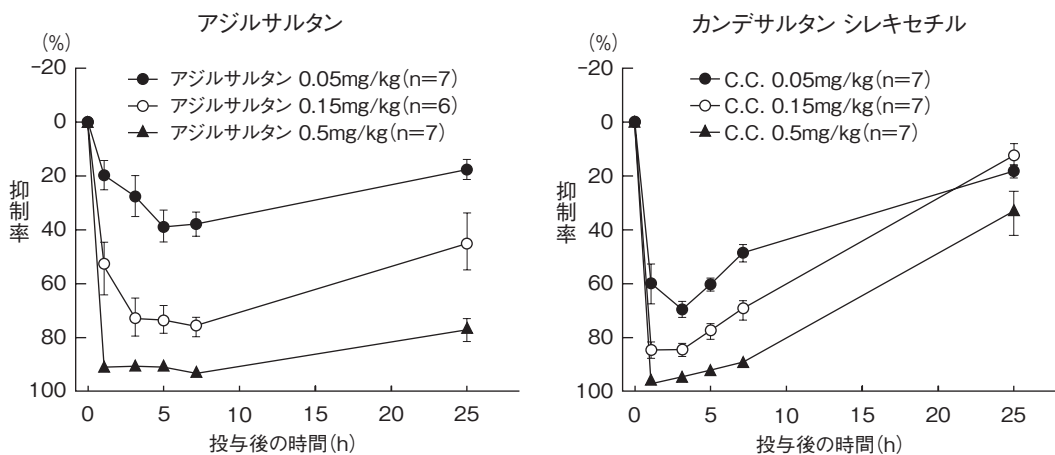 アジルサルタン
(%)
-20
0
20
40
60
80
100
抑制率
アジルサルタン 0.05mg/kg(n=7)
アジルサルタン 0.15mg/kg(n=6)
アジルサルタン 0.5mg/kg(n=7)
0 5 10 15 20 25
投与後の時間(h)
カンデサルタン シレキセチル
(%)
-20
0
20
40
60
80
100
抑制率
C.C. 0.05mg/kg(n=7)
C.C. 0.15mg/kg(n=7)
C.C. 0.5mg/kg(n=7)
0 5 10 15 20 25
投与後の時間(h)